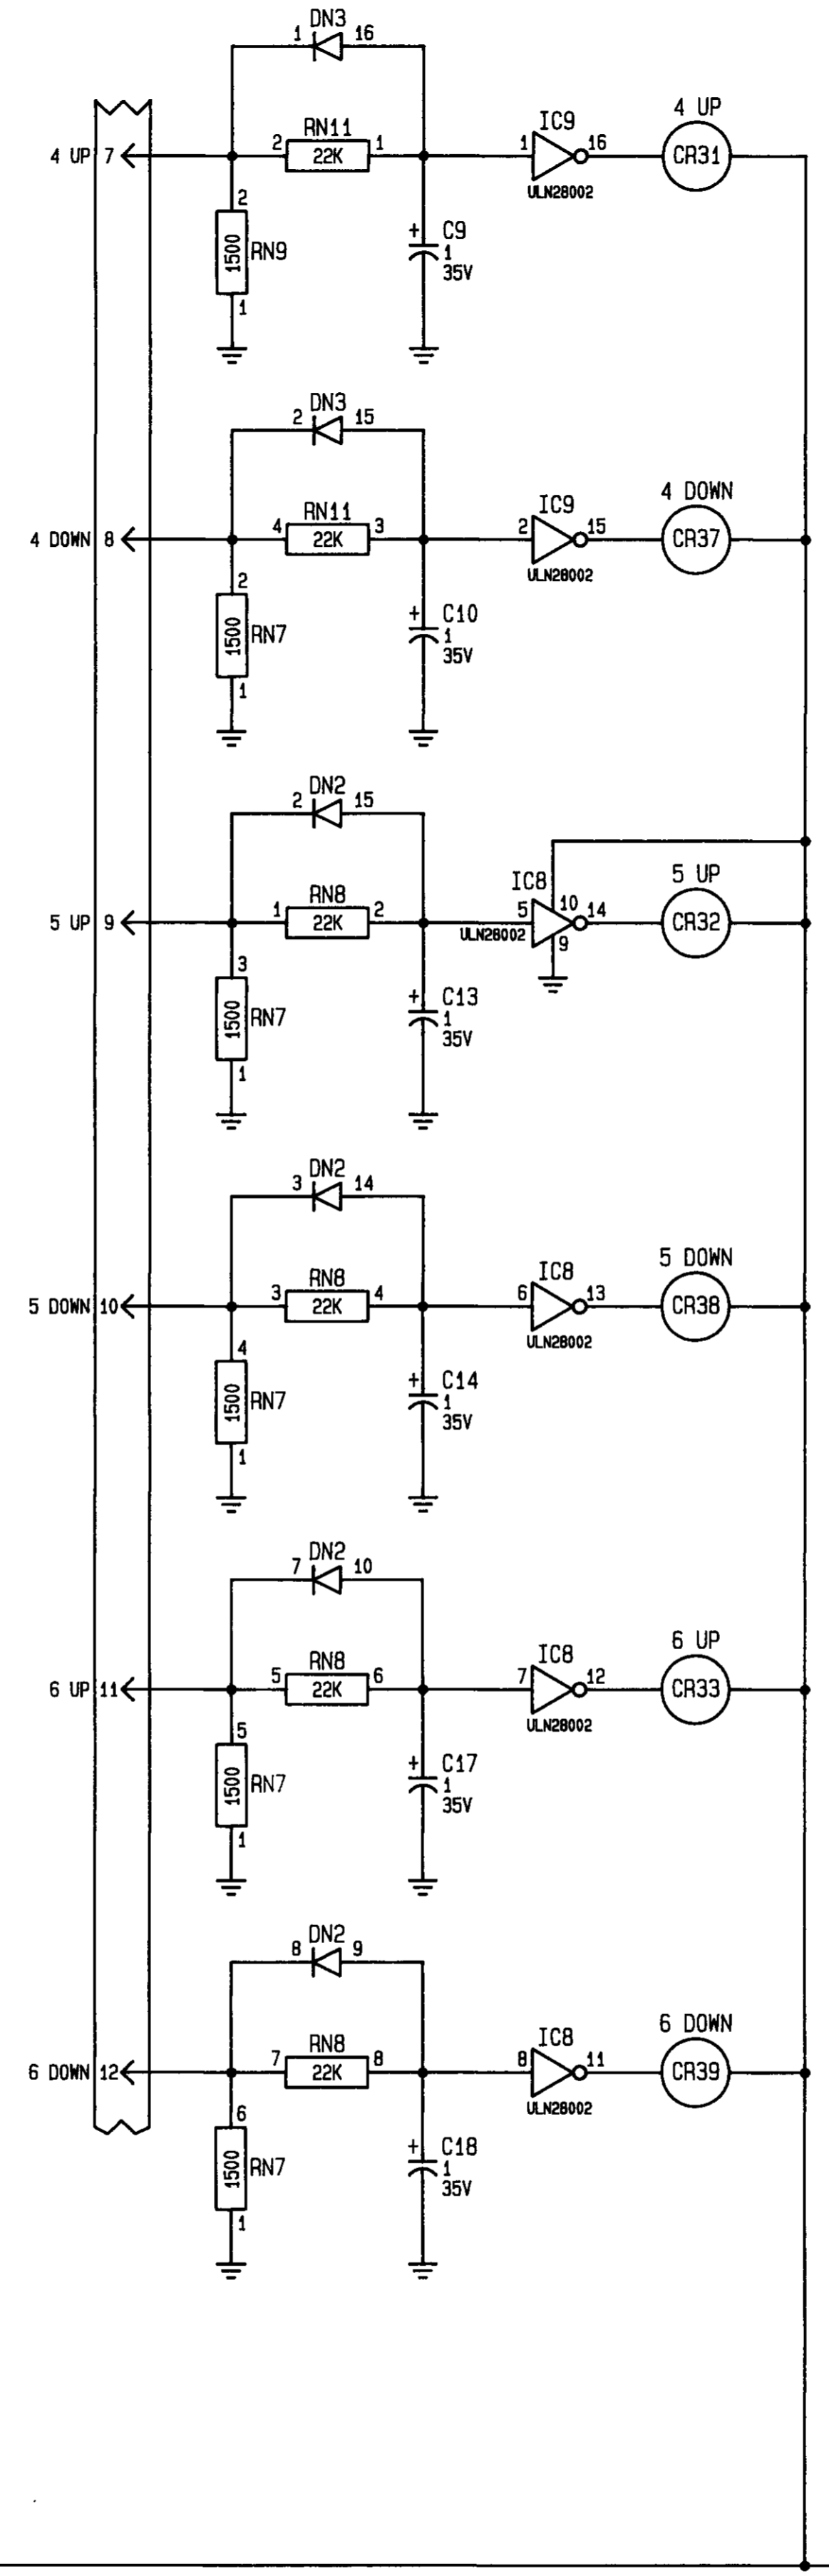 DN3
1 16
4 UP 7
RN11
2 22K 1
IC9
1 16
ULN28002
4 UP
CR31
2
1500 RN9
1
+ C9
1
35V
DN3
2 15
4 DOWN 8
RN11
4 22K 3
IC9
2 15
ULN28002
4 DOWN
CR37
2
1500 RN7
1
+ C10
1
35V
DN2
2 15
5 UP 9
RN8
1 22K 2
IC8
5 10 14
9
ULN28002
5 UP
CR32
3
1500 RN7
1
+ C13
1
35V
DN2
3 14
5 DOWN 10
RN8
3 22K 4
IC8
6 13
ULN28002
5 DOWN
CR38
4
1500 RN7
1
+ C14
1
35V
DN2
7 10
6 UP 11
RN8
5 22K 6
IC8
7 12
ULN28002
6 UP
CR33
5
1500 RN7
1
+ C17
1
35V
DN2
8 9
6 DOWN 12
RN8
7 22K 8
IC8
8 11
ULN28002
6 DOWN
CR39
6
1500 RN7
1
+ C18
1
35V